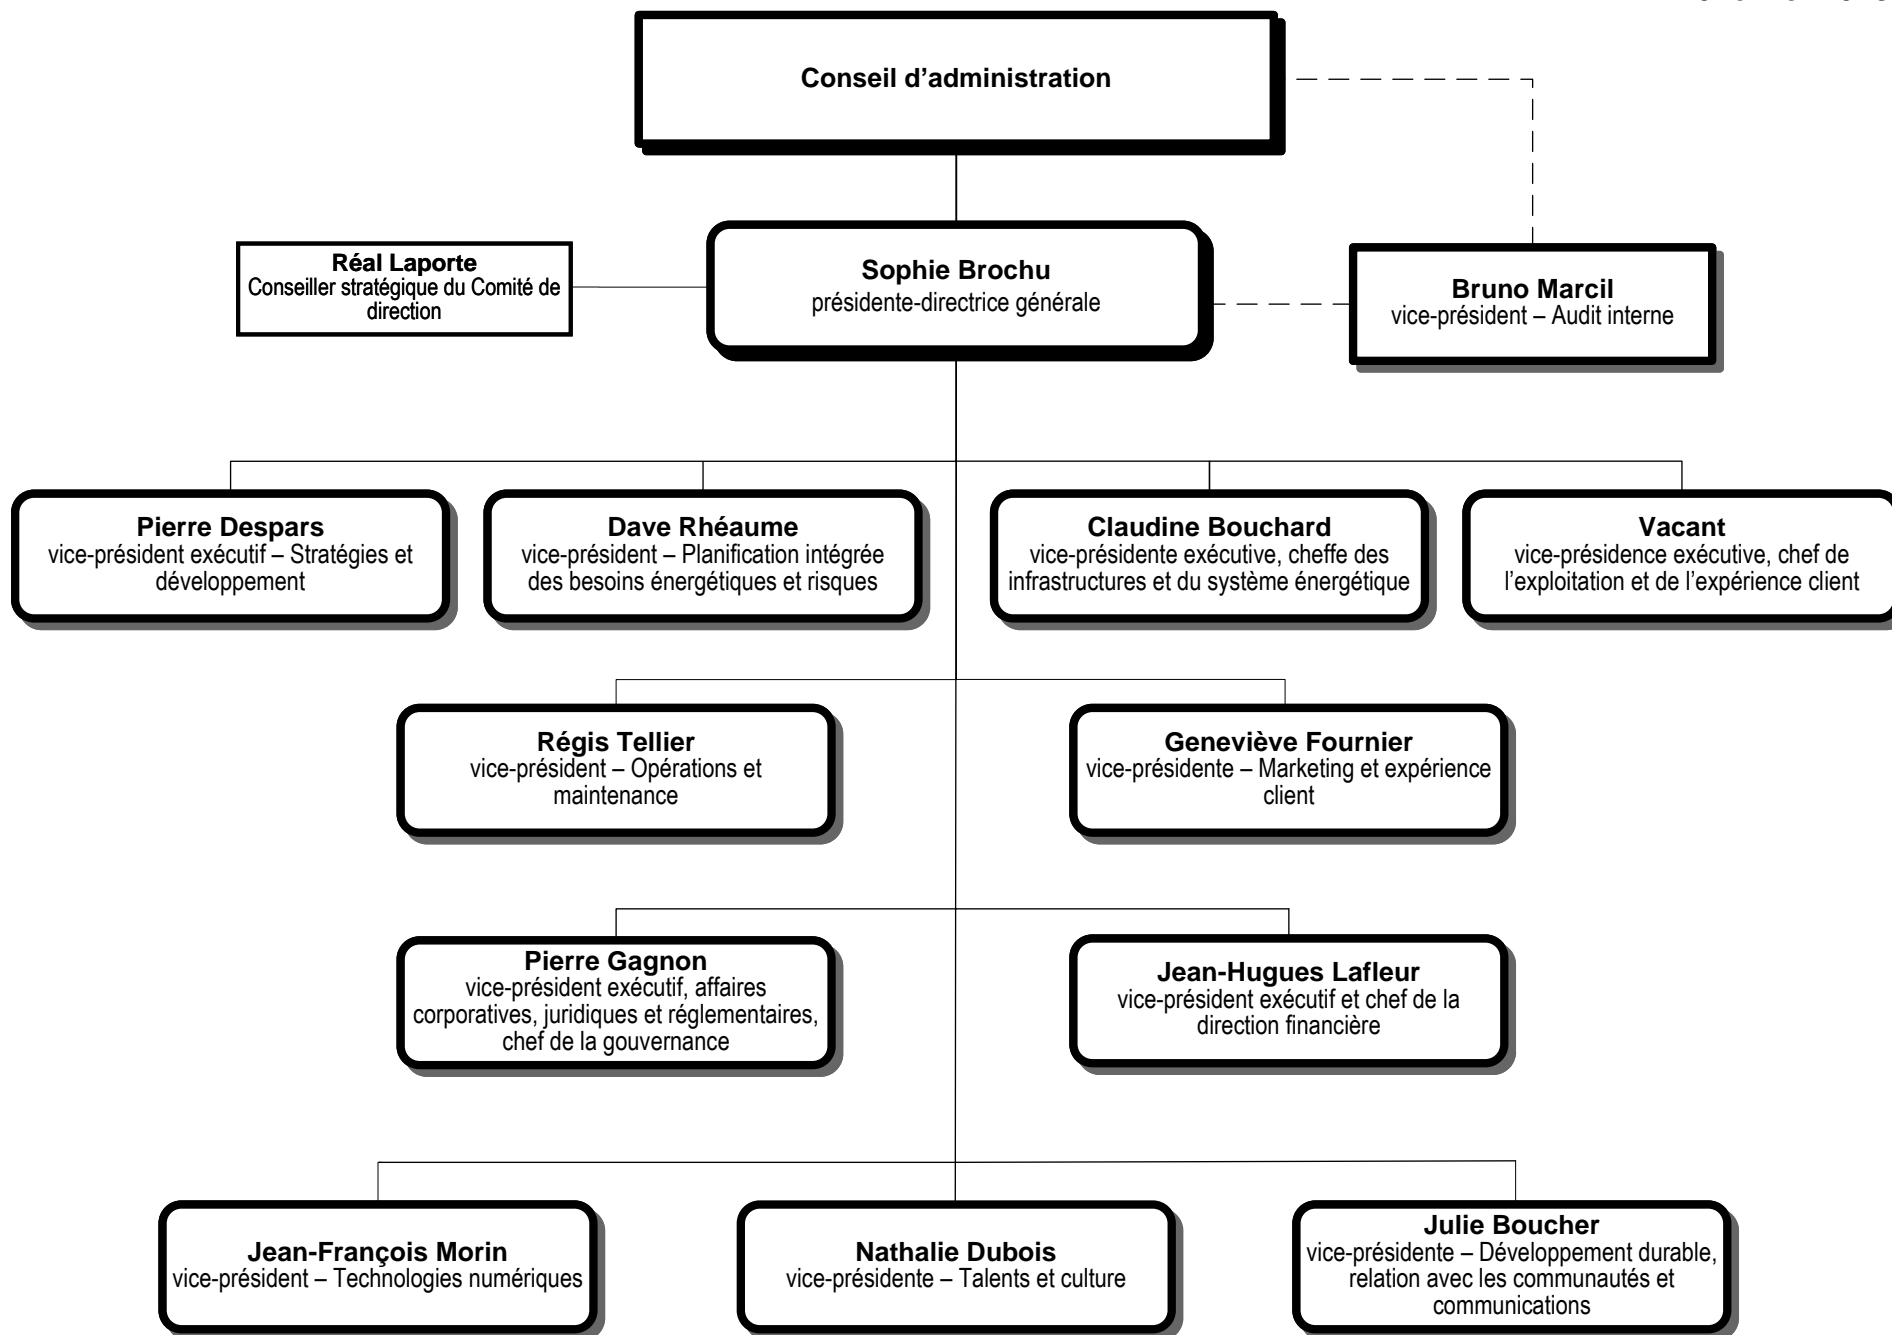 Conseil d'administration
Réal Laporte
Conseiller stratégique du Comité de
direction
Sophie Brochu
présidente-directrice générale
Bruno Marcil
vice-président – Audit interne
Pierre Despars
vice-président exécutif – Stratégies et
développement
Dave Rhéaume
vice-président – Planification intégrée
des besoins énergétiques et risques
Claudine Bouchard
vice-présidente exécutive, cheffe des
infrastructures et du système énergétique
Vacant
vice-présidence exécutive, chef de
l'exploitation et de l'expérience client
Régis Tellier
vice-président – Opérations et
maintenance
Geneviève Fournier
vice-présidente – Marketing et expérience
client
Pierre Gagnon
vice-président exécutif, affaires
corporatives, juridiques et réglementaires,
chef de la gouvernance
Jean-Hugues Lafleur
vice-président exécutif et chef de la
direction financière
Jean-François Morin
vice-président – Technologies numériques
Nathalie Dubois
vice-présidente – Talents et culture
Julie Boucher
vice-présidente – Développement durable,
relation avec les communautés et
communications